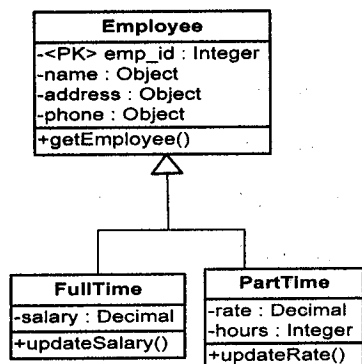 Employee
-<PK> emp_id : Integer
-name : Object
-address : Object
-phone : Object
+getEmployee()
FullTime
-salary : Decimal
+updateSalary()
PartTime
-rate : Decimal
-hours : Integer
+updateRate()